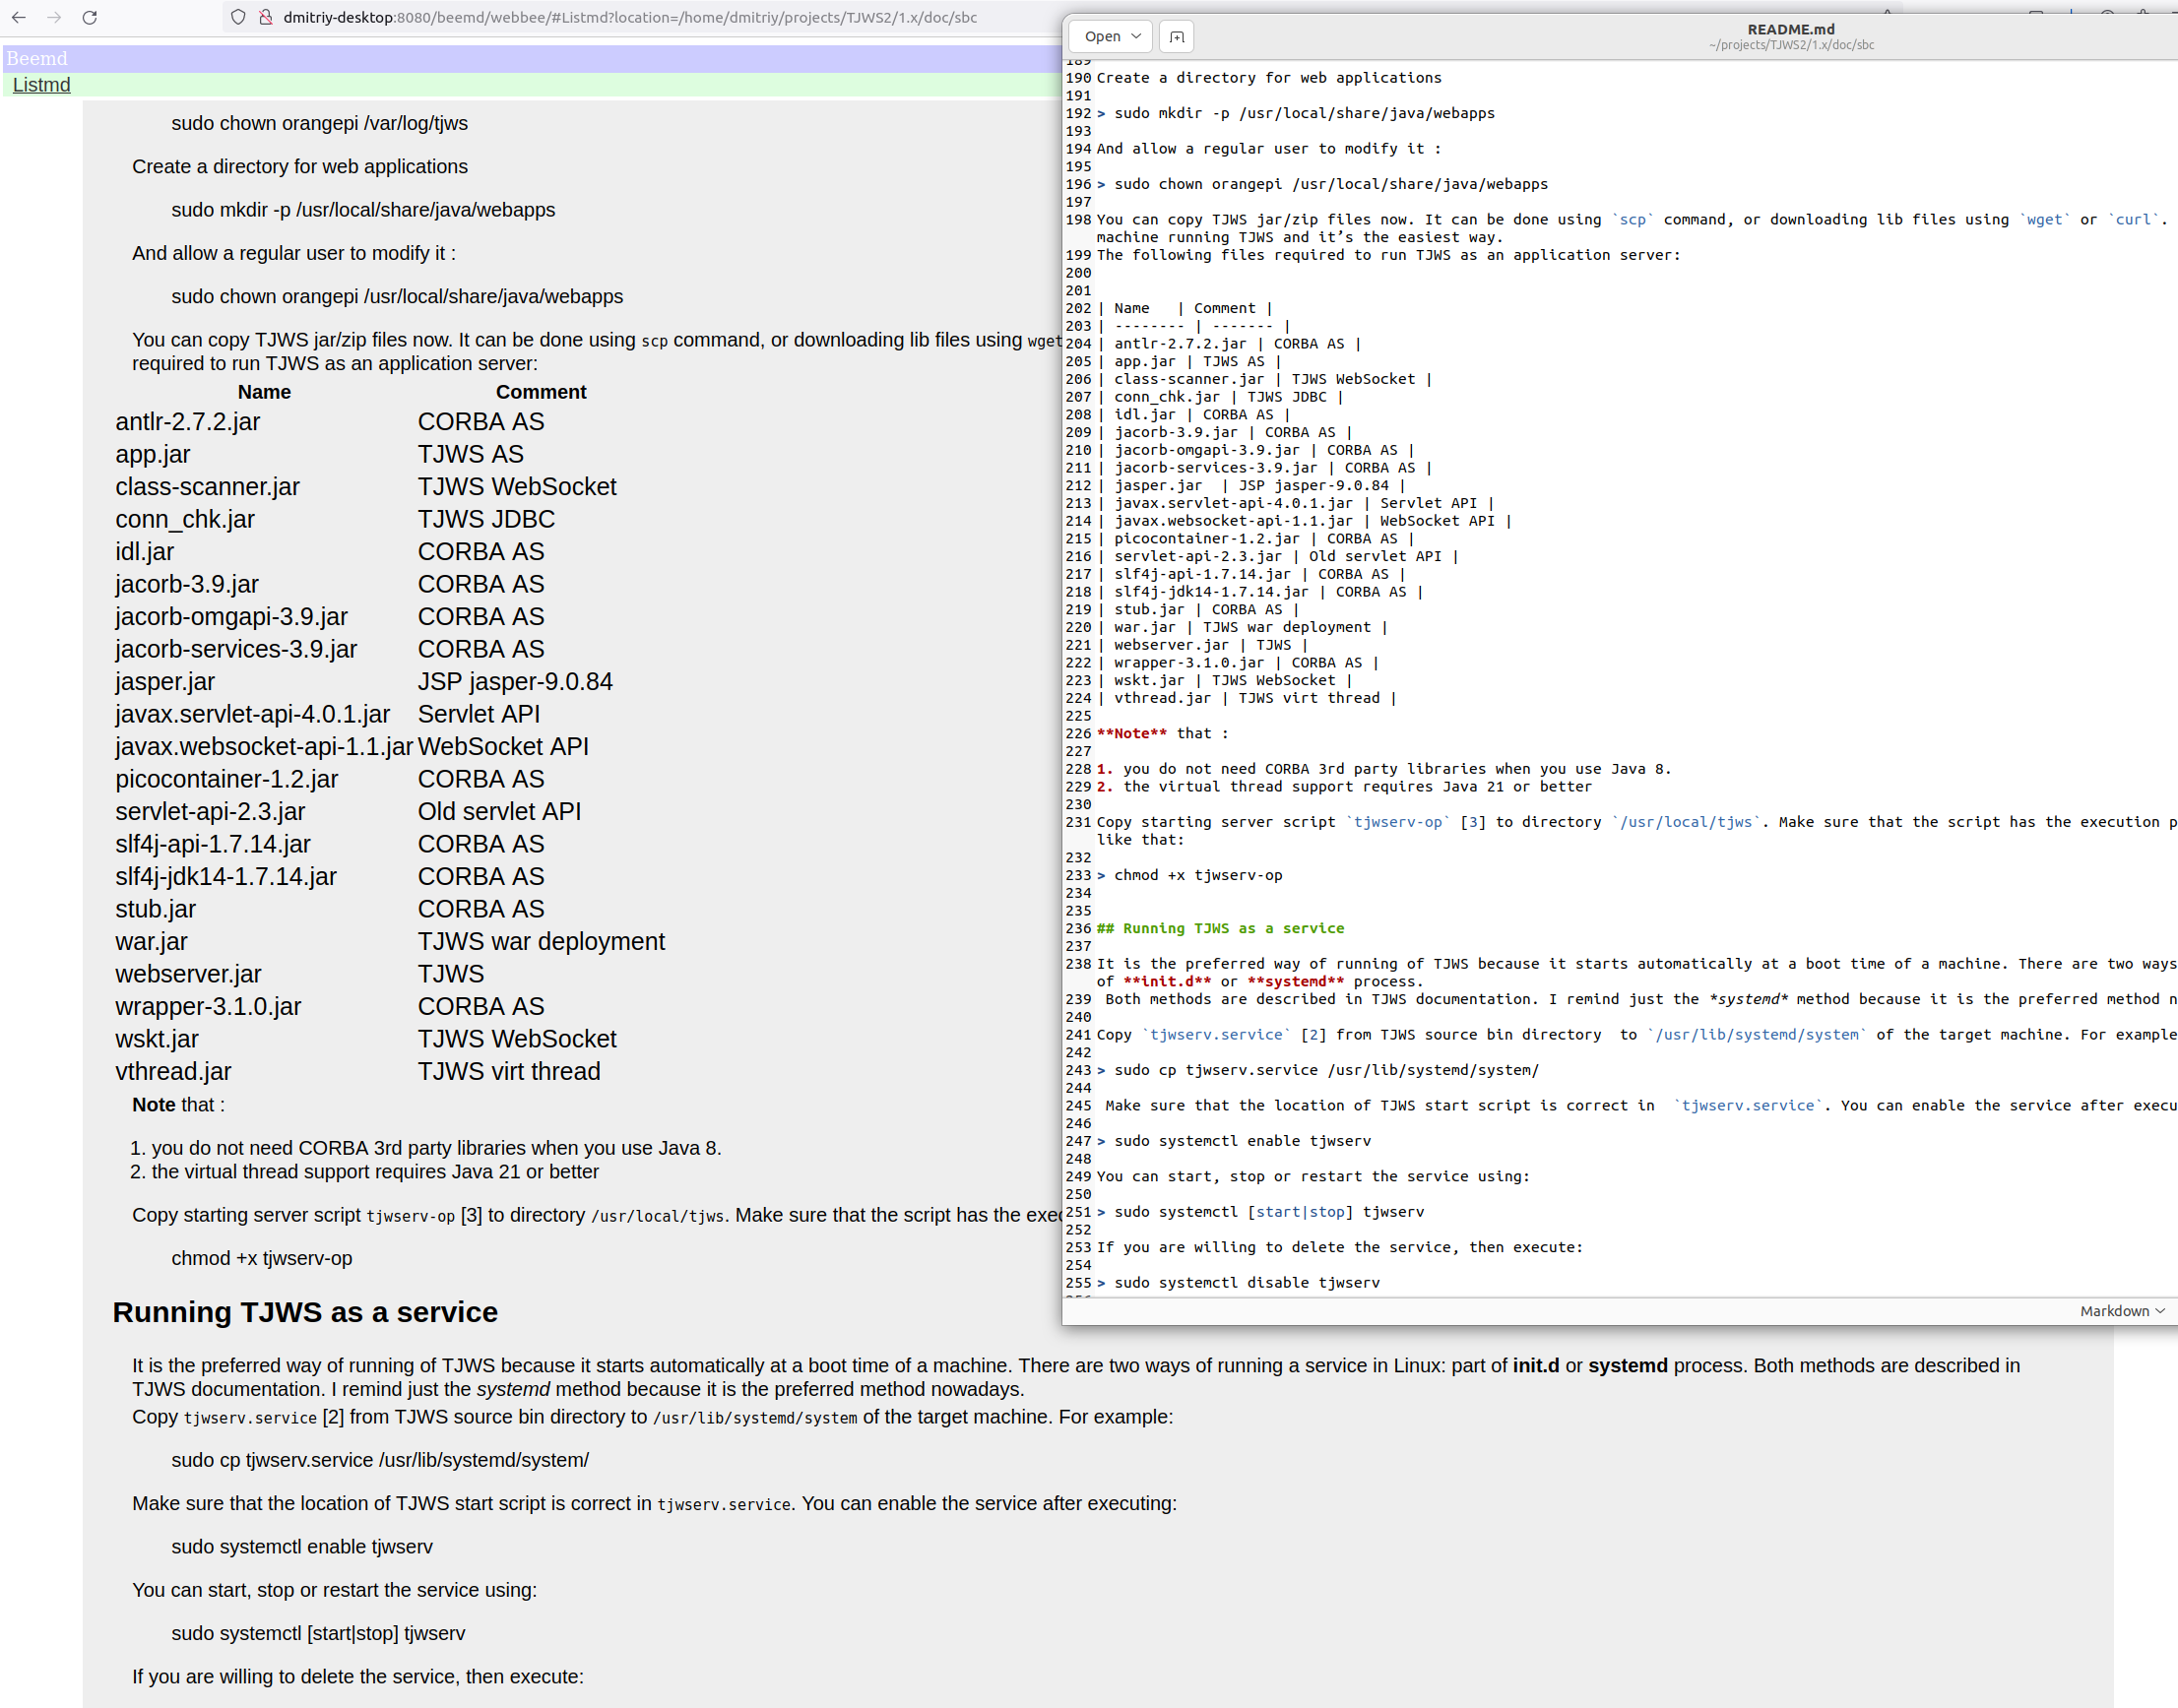 dmitriy-desktop:8080/beemd/webbee/#Listmd?location=/home/dmitriy/projects/TJWS2/1.x/doc/sbc
Beemd
Listmd
sudo chown orangepi /var/log/tjws
Create a directory for web applications
sudo mkdir -p /usr/local/share/java/webapps
And allow a regular user to modify it :
sudo chown orangepi /usr/local/share/java/webapps
You can copy TJWS jar/zip files now. It can be done using scp command, or downloading lib files using wget
required to run TJWS as an application server:
Name Comment
antlr-2.7.2.jar CORBA AS
app.jar TJWS AS
class-scanner.jar TJWS WebSocket
conn_chk.jar TJWS JDBC
idl.jar CORBA AS
jacorb-3.9.jar CORBA AS
jacorb-omgapi-3.9.jar CORBA AS
jacorb-services-3.9.jar CORBA AS
jasper.jar JSP jasper-9.0.84
javax.servlet-api-4.0.1.jar Servlet API
javax.websocket-api-1.1.jar WebSocket API
picocontainer-1.2.jar CORBA AS
servlet-api-2.3.jar Old servlet API
slf4j-api-1.7.14.jar CORBA AS
slf4j-jdk14-1.7.14.jar CORBA AS
stub.jar CORBA AS
war.jar TJWS war deployment
webserver.jar TJWS
wrapper-3.1.0.jar CORBA AS
wskt.jar TJWS WebSocket
vthread.jar TJWS virt thread
Note that :
1. you do not need CORBA 3rd party libraries when you use Java 8.
2. the virtual thread support requires Java 21 or better
Copy starting server script tjwserv-op [3] to directory /usr/local/tjws. Make sure that the script has the exec
chmod +x tjwserv-op
Running TJWS as a service
It is the preferred way of running of TJWS because it starts automatically at a boot time of a machine. There are two ways of running a service in Linux: part of init.d or systemd process. Both methods are described in
TJWS documentation. I remind just the systemd method because it is the preferred method nowadays.
Copy tjwserv.service [2] from TJWS source bin directory to /usr/lib/systemd/system of the target machine. For example:
sudo cp tjwserv.service /usr/lib/systemd/system/
Make sure that the location of TJWS start script is correct in tjwserv.service. You can enable the service after executing:
sudo systemctl enable tjwserv
You can start, stop or restart the service using:
sudo systemctl [start|stop] tjwserv
If you are willing to delete the service, then execute:
Open
README.md
~/projects/TJWS2/1.x/doc/sbc
189
190 Create a directory for web applications
191
192 > sudo mkdir -p /usr/local/share/java/webapps
193
194 And allow a regular user to modify it :
195
196 > sudo chown orangepi /usr/local/share/java/webapps
197
198 You can copy TJWS jar/zip files now. It can be done using `scp` command, or downloading lib files using `wget` or `curl`.
machine running TJWS and it’s the easiest way.
199 The following files required to run TJWS as an application server:
200
201
202 | Name | Comment |
203 | -------- | ------- |
204 | antlr-2.7.2.jar | CORBA AS |
205 | app.jar | TJWS AS |
206 | class-scanner.jar | TJWS WebSocket |
207 | conn_chk.jar | TJWS JDBC |
208 | idl.jar | CORBA AS |
209 | jacorb-3.9.jar | CORBA AS |
210 | jacorb-omgapi-3.9.jar | CORBA AS |
211 | jacorb-services-3.9.jar | CORBA AS |
212 | jasper.jar | JSP jasper-9.0.84 |
213 | javax.servlet-api-4.0.1.jar | Servlet API |
214 | javax.websocket-api-1.1.jar | WebSocket API |
215 | picocontainer-1.2.jar | CORBA AS |
216 | servlet-api-2.3.jar | Old servlet API |
217 | slf4j-api-1.7.14.jar | CORBA AS |
218 | slf4j-jdk14-1.7.14.jar | CORBA AS |
219 | stub.jar | CORBA AS |
220 | war.jar | TJWS war deployment |
221 | webserver.jar | TJWS |
222 | wrapper-3.1.0.jar | CORBA AS |
223 | wskt.jar | TJWS WebSocket |
224 | vthread.jar | TJWS virt thread |
225
226 **Note** that :
227
228 1. you do not need CORBA 3rd party libraries when you use Java 8.
229 2. the virtual thread support requires Java 21 or better
230
231 Copy starting server script `tjwserv-op` [3] to directory `/usr/local/tjws`. Make sure that the script has the execution p
like that:
232
233 > chmod +x tjwserv-op
234
235
236 ## Running TJWS as a service
237
238 It is the preferred way of running of TJWS because it starts automatically at a boot time of a machine. There are two ways
of **init.d** or **systemd** process.
239 Both methods are described in TJWS documentation. I remind just the *systemd* method because it is the preferred method n
240
241 Copy `tjwserv.service` [2] from TJWS source bin directory to `/usr/lib/systemd/system` of the target machine. For example
242
243 > sudo cp tjwserv.service /usr/lib/systemd/system/
244
245 Make sure that the location of TJWS start script is correct in `tjwserv.service`. You can enable the service after execu
246
247 > sudo systemctl enable tjwserv
248
249 You can start, stop or restart the service using:
250
251 > sudo systemctl [start|stop] tjwserv
252
253 If you are willing to delete the service, then execute:
254
255 > sudo systemctl disable tjwserv
Markdown